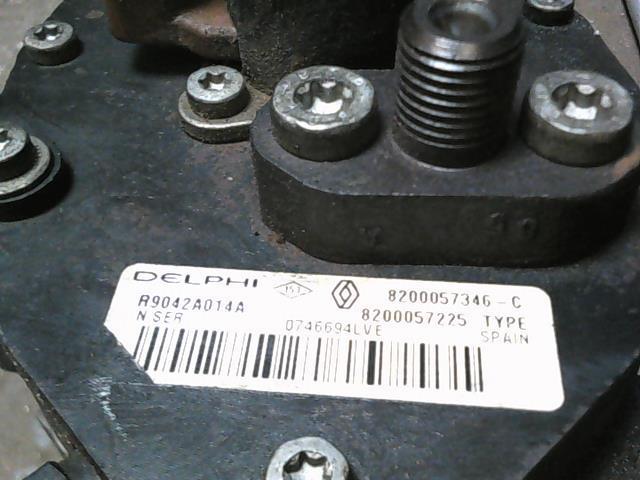 DELPHI 8200057346-C
R9042A014A 8200057225 TYPE
N SER 0746694LVE SPAIN